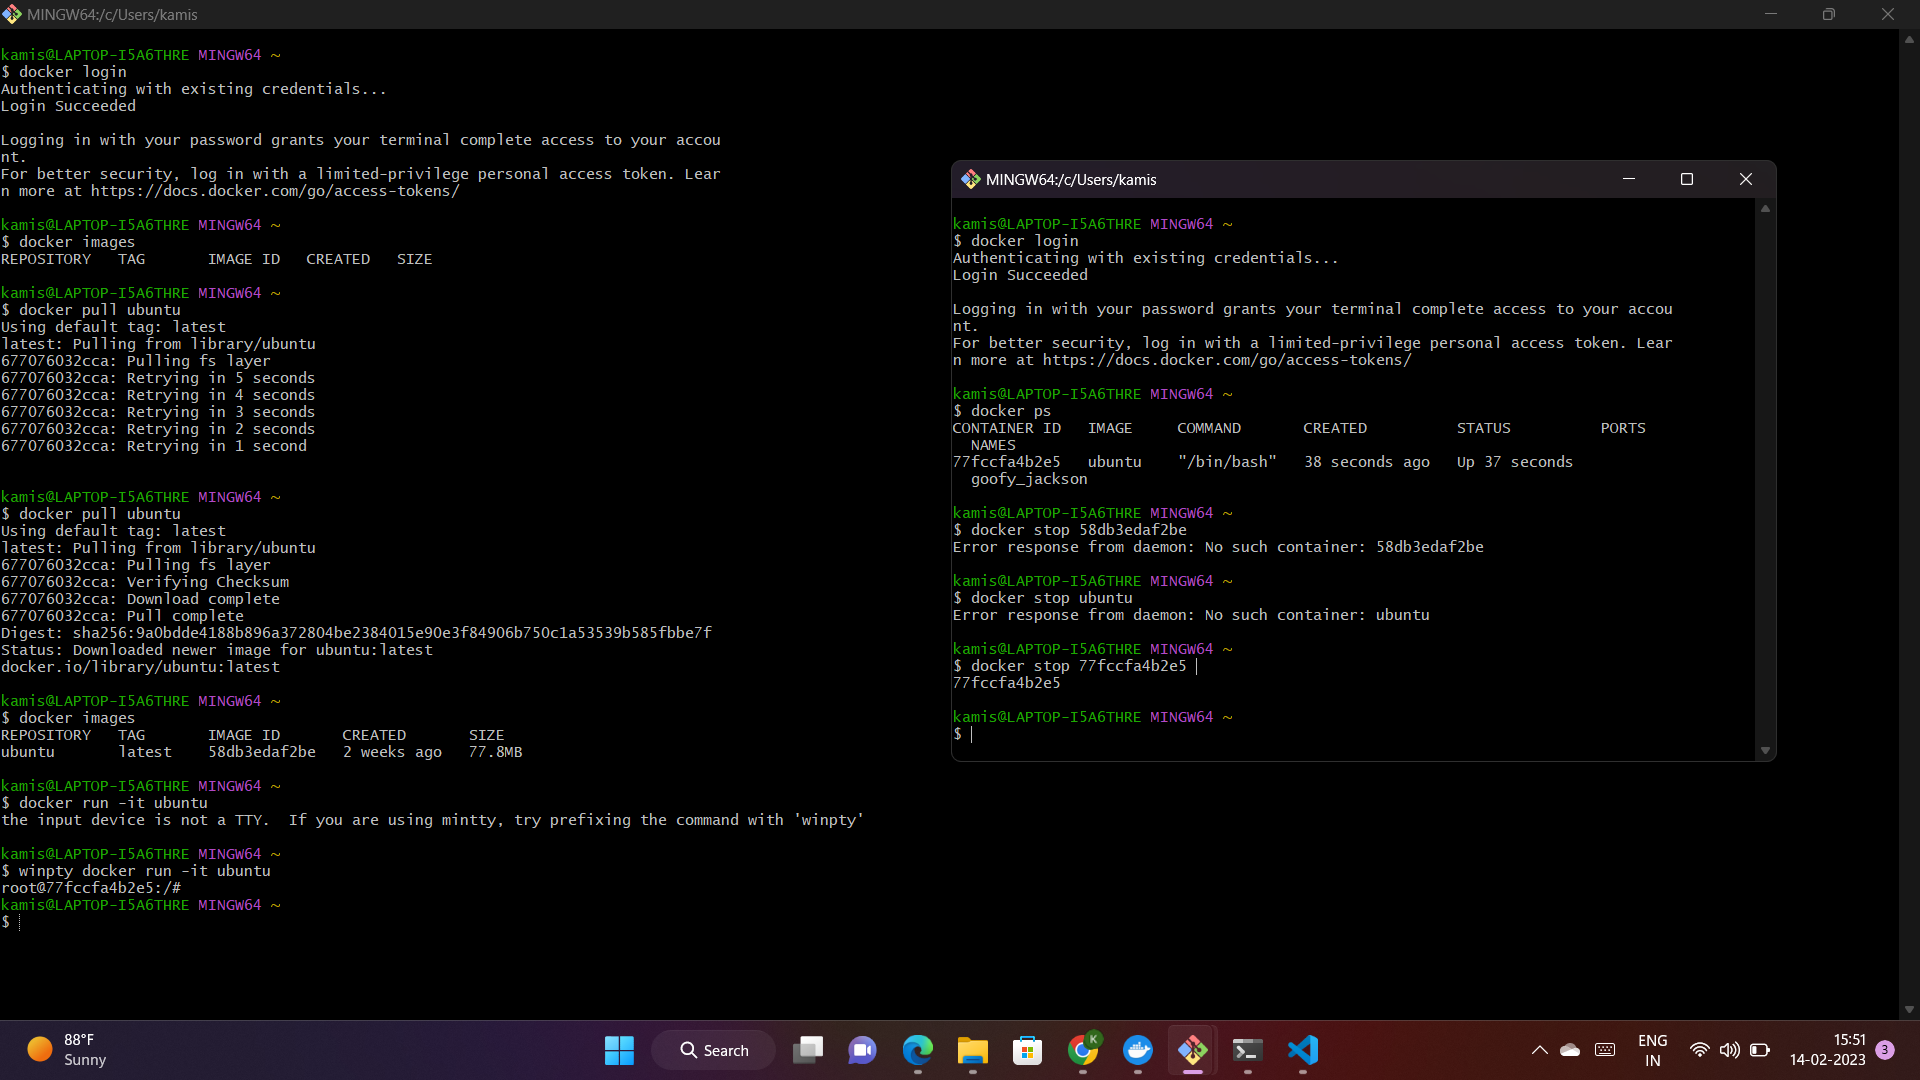 MINGW64:/c/Users/kamis
kamis@LAPTOP-I5A6THRE MINGW64 ~
$ docker login
Authenticating with existing credentials...
Login Succeeded
Logging in with your password grants your terminal complete access to your accou
nt.
For better security, log in with a limited-privilege personal access token. Lear
n more at https://docs.docker.com/go/access-tokens/
kamis@LAPTOP-I5A6THRE MINGW64 ~
$ docker images
REPOSITORY   TAG       IMAGE ID   CREATED   SIZE
kamis@LAPTOP-I5A6THRE MINGW64 ~
$ docker pull ubuntu
Using default tag: latest
latest: Pulling from library/ubuntu
677076032cca: Pulling fs layer
677076032cca: Retrying in 5 seconds
677076032cca: Retrying in 4 seconds
677076032cca: Retrying in 3 seconds
677076032cca: Retrying in 2 seconds
677076032cca: Retrying in 1 second
kamis@LAPTOP-I5A6THRE MINGW64 ~
$ docker pull ubuntu
Using default tag: latest
latest: Pulling from library/ubuntu
677076032cca: Pulling fs layer
677076032cca: Verifying Checksum
677076032cca: Download complete
677076032cca: Pull complete
Digest: sha256:9a0bdde4188b896a372804be2384015e90e3f84906b750c1a53539b585fbbe7f
Status: Downloaded newer image for ubuntu:latest
docker.io/library/ubuntu:latest
kamis@LAPTOP-I5A6THRE MINGW64 ~
$ docker images
REPOSITORY   TAG       IMAGE ID       CREATED       SIZE
ubuntu       latest    58db3edaf2be   2 weeks ago   77.8MB
kamis@LAPTOP-I5A6THRE MINGW64 ~
$ docker run -it ubuntu
the input device is not a TTY.  If you are using mintty, try prefixing the command with 'winpty'
kamis@LAPTOP-I5A6THRE MINGW64 ~
$ winpty docker run -it ubuntu
root@77fccfa4b2e5:/#
kamis@LAPTOP-I5A6THRE MINGW64 ~
$
MINGW64:/c/Users/kamis
kamis@LAPTOP-I5A6THRE MINGW64 ~
$ docker login
Authenticating with existing credentials...
Login Succeeded
Logging in with your password grants your terminal complete access to your accou
nt.
For better security, log in with a limited-privilege personal access token. Lear
n more at https://docs.docker.com/go/access-tokens/
kamis@LAPTOP-I5A6THRE MINGW64 ~
$ docker ps
CONTAINER ID   IMAGE     COMMAND       CREATED          STATUS          PORTS
  NAMES
77fccfa4b2e5   ubuntu    "/bin/bash"   38 seconds ago   Up 37 seconds
  goofy_jackson
kamis@LAPTOP-I5A6THRE MINGW64 ~
$ docker stop 58db3edaf2be
Error response from daemon: No such container: 58db3edaf2be
kamis@LAPTOP-I5A6THRE MINGW64 ~
$ docker stop ubuntu
Error response from daemon: No such container: ubuntu
kamis@LAPTOP-I5A6THRE MINGW64 ~
$ docker stop 77fccfa4b2e5
77fccfa4b2e5
kamis@LAPTOP-I5A6THRE MINGW64 ~
$
88°F
Sunny
Search
K
ENG
IN
15:51
14-02-2023
3